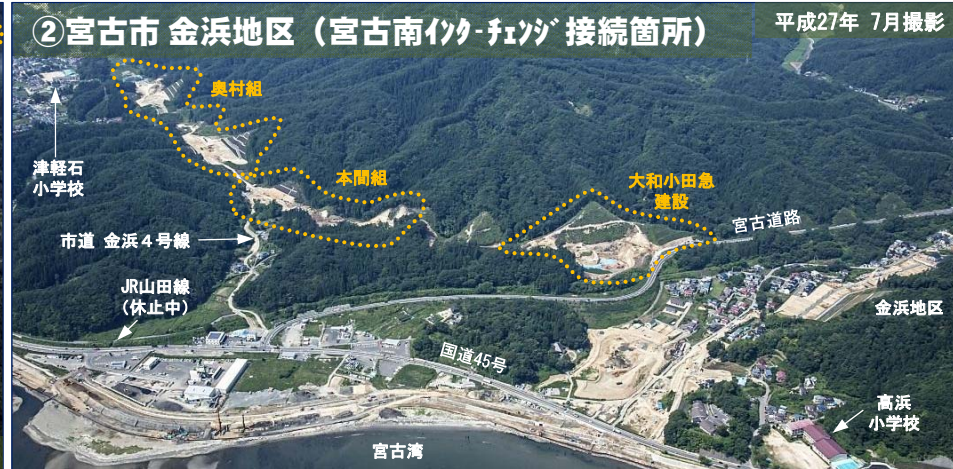 ②宮古市 金浜地区（宮古南ｲﾝﾀ-ﾁｪﾝｼﾞ接続箇所）
平成27年 7月撮影
奥村組
津軽石
小学校
本間組
大和小田急
建設
宮古道路
市道 金浜４号線
JR山田線
（休止中）
金浜地区
国道45号
高浜
小学校
宮古湾